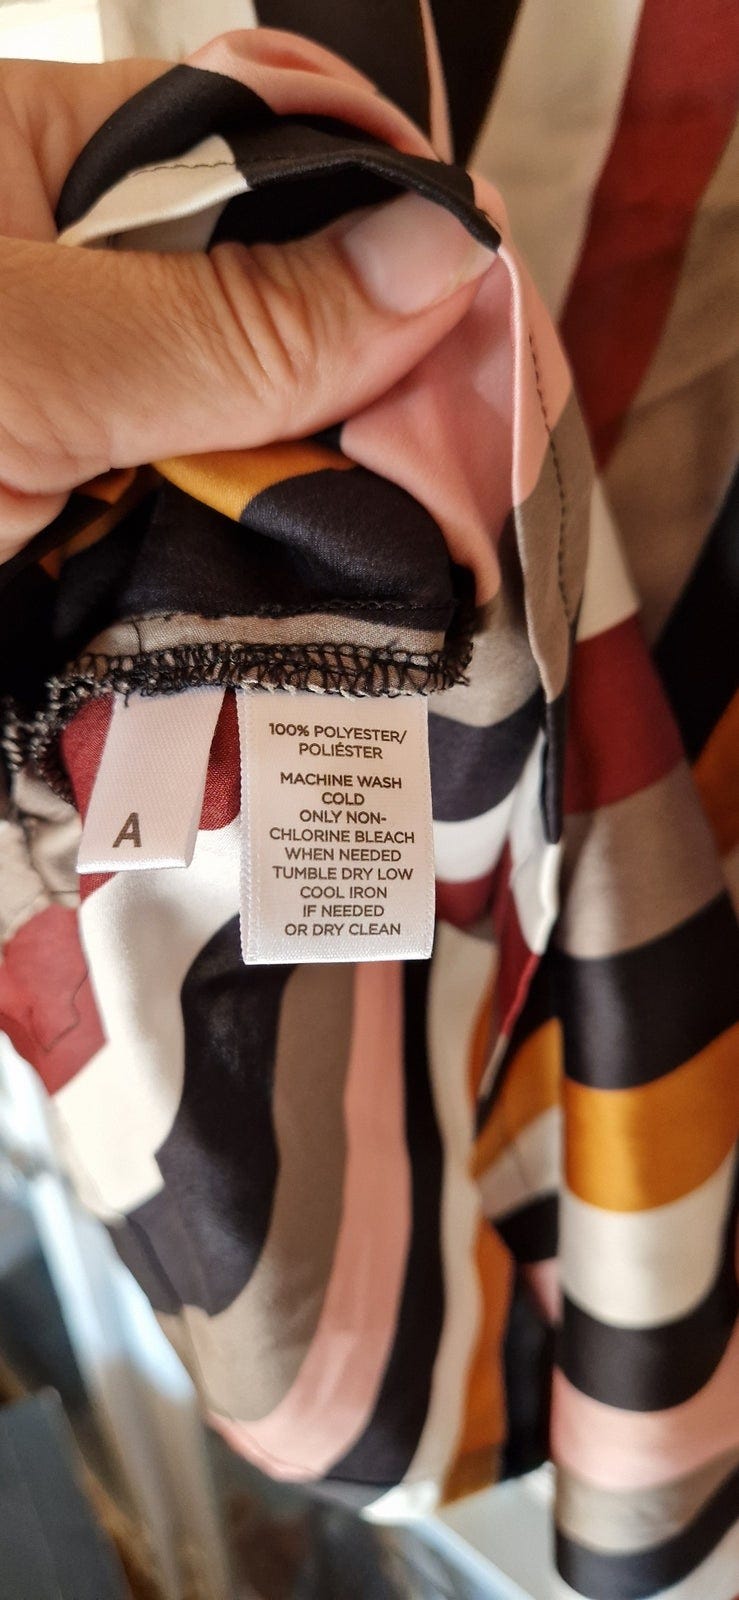 100% POLYESTER/
POLIÉSTER
MACHINE WASH
COLD
ONLY NON-
CHLORINE BLEACH
WHEN NEEDED
TUMBLE DRY LOW
COOL IRON
IF NEEDED
OR DRY CLEAN
A